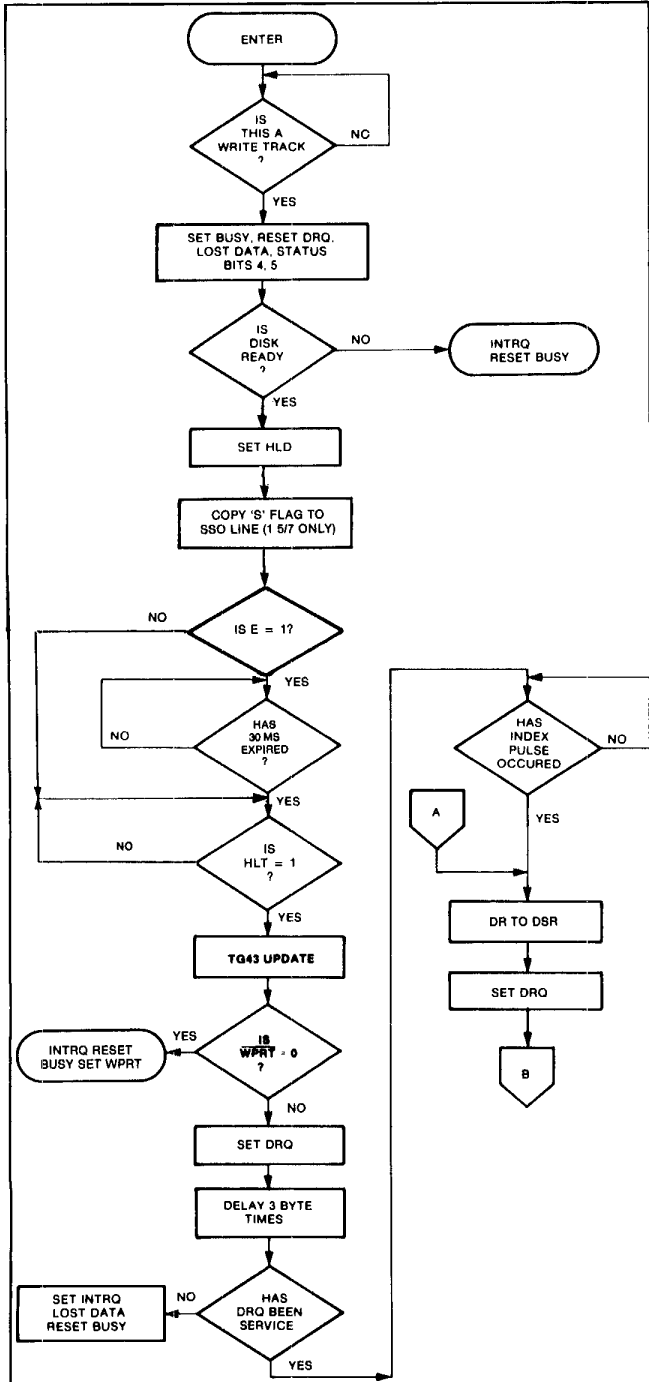 ENTER
IS
THIS A
WRITE TRACK
?
NO
YES
SET BUSY, RESET DRQ,
LOST DATA, STATUS
BITS 4, 5
IS
DISK
READY
?
NO
INTRQ
RESET BUSY
YES
SET HLD
COPY 'S' FLAG TO
SSO LINE (1 5/7 ONLY)
IS E = 1?
NO
YES
HAS
30 MS
EXPIRED
?
NO
YES
IS
HLT = 1
?
NO
YES
TG43 UPDATE
IS
WPRT = 0
?
YES
INTRQ RESET
BUSY SET WPRT
NO
SET DRQ
DELAY 3 BYTE
TIMES
HAS
DRQ BEEN
SERVICE
NO
SET INTRQ
LOST DATA
RESET BUSY
YES
HAS
INDEX
PULSE
OCCURED
NO
YES
A
DR TO DSR
SET DRQ
B